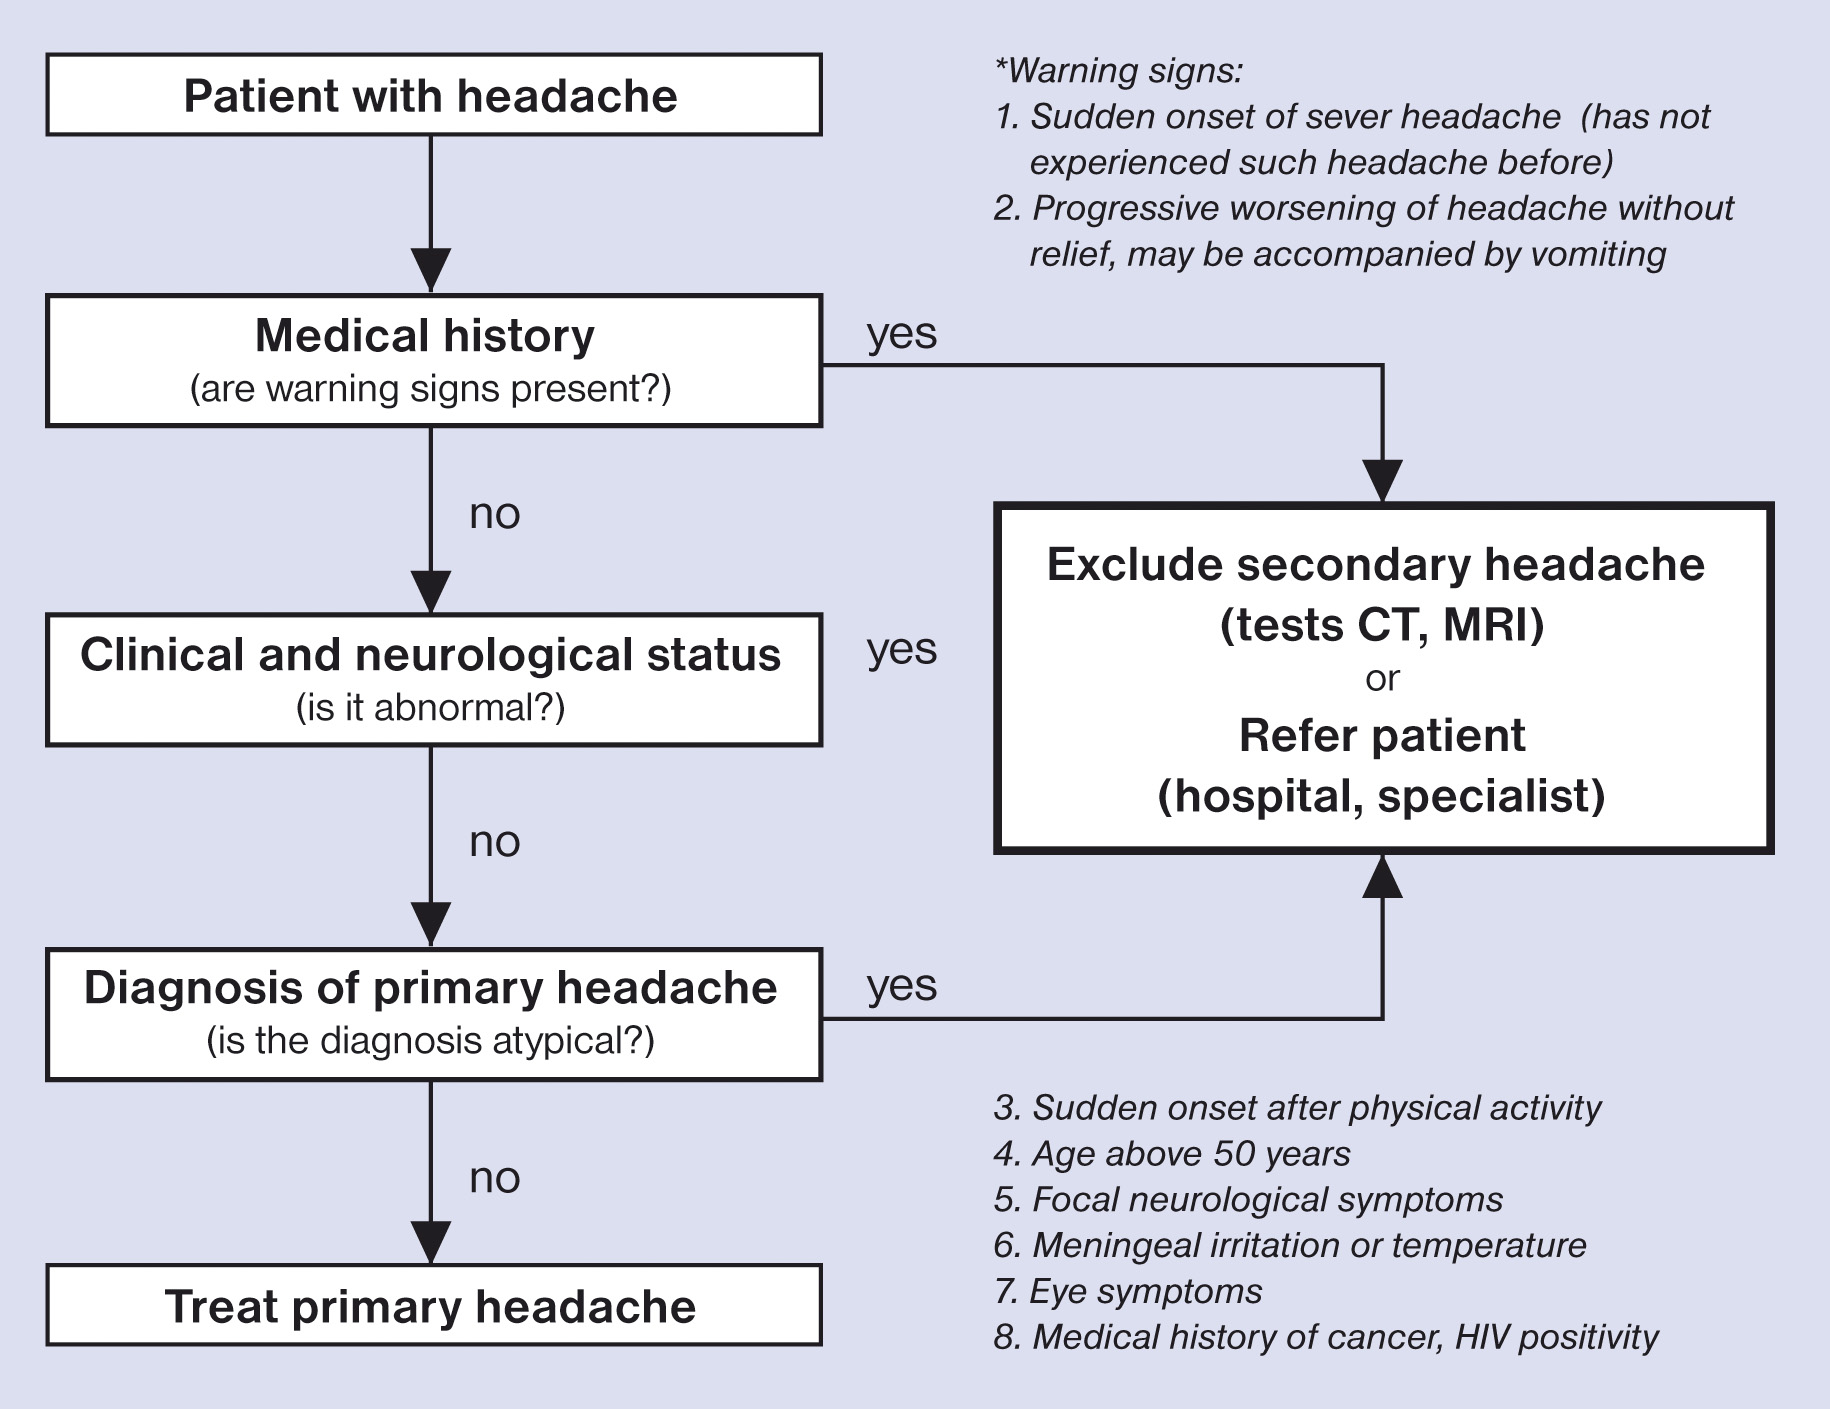 Patient with headache
*Warning signs:
1. Sudden onset of sever headache (has not
experienced such headache before)
2. Progressive worsening of headache without
relief, may be accompanied by vomiting
Medical history
(are warning signs present?)
yes
no
Clinical and neurological status
(is it abnormal?)
yes
Exclude secondary headache
(tests CT, MRI)
or
Refer patient
(hospital, specialist)
no
Diagnosis of primary headache
(is the diagnosis atypical?)
yes
no
Treat primary headache
3. Sudden onset after physical activity
4. Age above 50 years
5. Focal neurological symptoms
6. Meningeal irritation or temperature
7. Eye symptoms
8. Medical history of cancer, HIV positivity